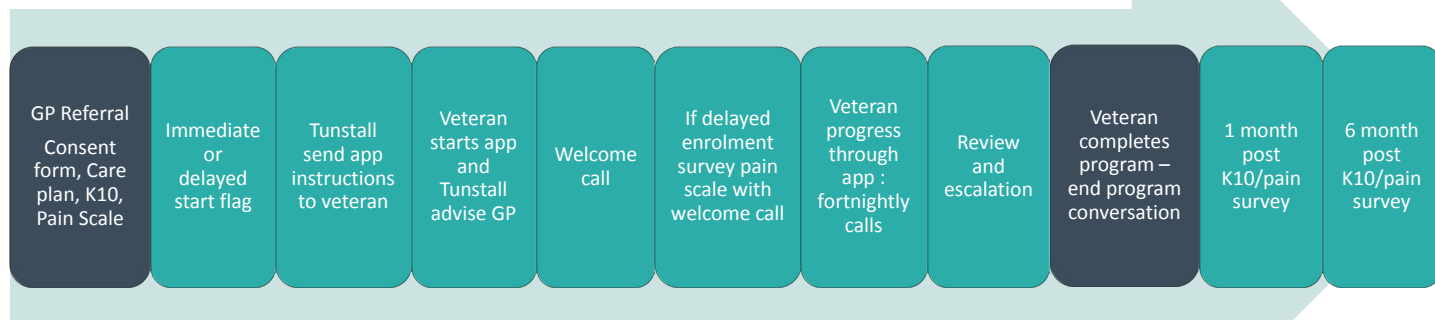 GP Referral
Consent
form, Care
plan, K10,
Pain Scale
Immediate
or
delayed
start flag
Tunstall
send app
instructions
to veteran
Veteran
starts app
and
Tunstall
advise GP
Welcome
call
If delayed
enrolment
survey pain
scale with
welcome call
Veteran
progress
through
app :
fortnightly
calls
Review
and
escalation
Veteran
completes
program –
end program
conversation
1 month
post
K10/pain
survey
6 month
post
K10/pain
survey